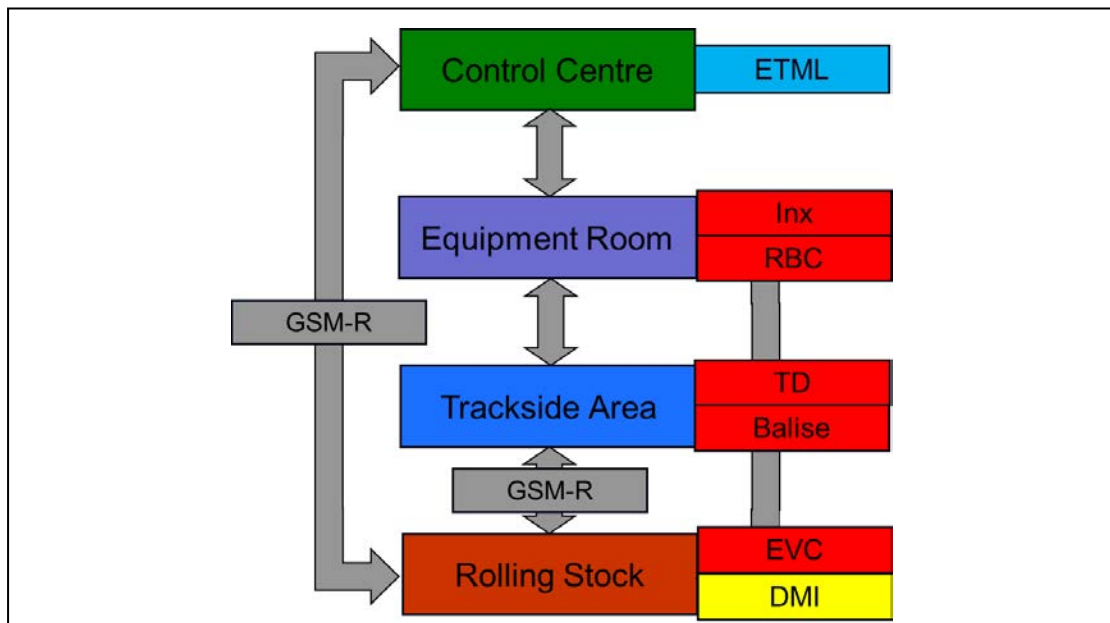 Control Centre
ETML
Equipment Room
Inx
RBC
GSM-R
Trackside Area
TD
Balise
GSM-R
Rolling Stock
EVC
DMI